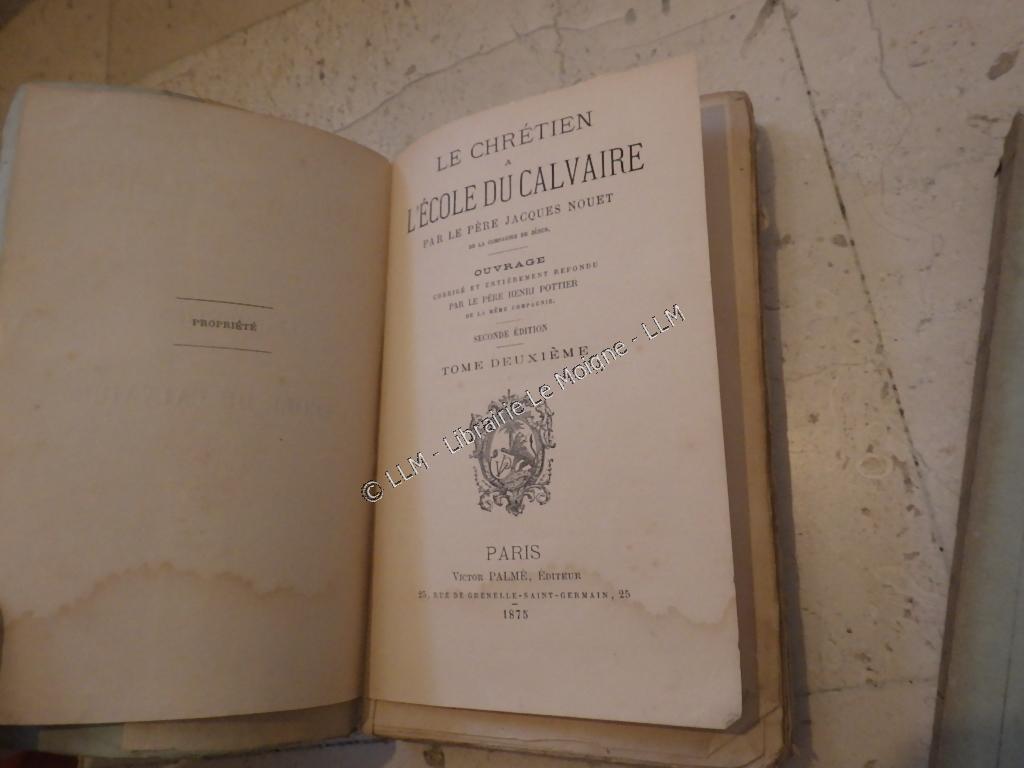 PROPRIÉTÉ
LE CHRÉTIEN
A
L'ÉCOLE DU CALVAIRE
PAR LE PÈRE JACQUES NOUET
DE LA COMPAGNIE DE JÉSUS.
OUVRAGE
CORRIGÉ ET ENTIÈREMENT REFONDU
PAR LE PÈRE HENRI POTTIER
DE LA MÊME COMPAGNIE.
SECONDE ÉDITION
TOME DEUXIÈME
© LLM - Librairie Le Moigne - LLM
PARIS
VICTOR PALMÉ, ÉDITEUR
25, RUE DE GRENELLE-SAINT-GERMAIN, 25
1875